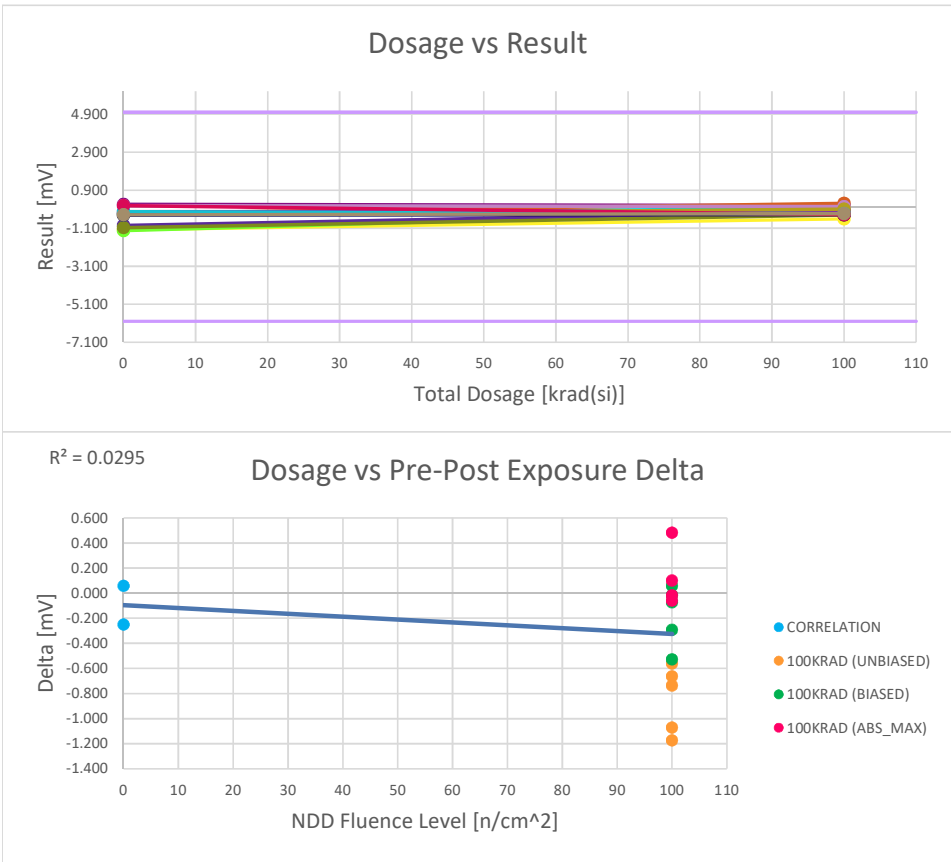 Dosage vs Result
Result [mV]
4.900
2.900
0.900
-1.100
-3.100
-5.100
-7.100
0 10 20 30 40 50 60 70 80 90 100 110
Total Dosage [krad(si)]
R² = 0.0295
Dosage vs Pre-Post Exposure Delta
Delta [mV]
0.600
0.400
0.200
0.000
-0.200
-0.400
-0.600
-0.800
-1.000
-1.200
-1.400
0 10 20 30 40 50 60 70 80 90 100 110
NDD Fluence Level [n/cm^2]
CORRELATION
100KRAD (UNBIASED)
100KRAD (BIASED)
100KRAD (ABS_MAX)